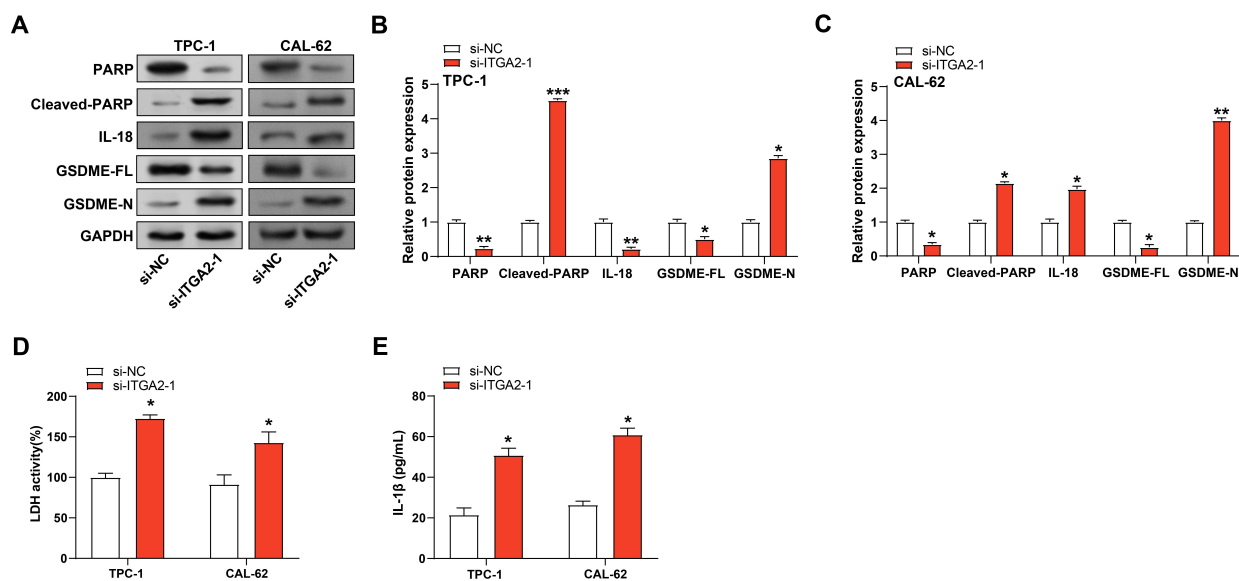 A
TPC-1 CAL-62
PARP
Cleaved-PARP
IL-18
GSDME-FL
GSDME-N
GAPDH
si-NC si-ITGA2-1 si-NC si-ITGA2-1
B
si-NC
si-ITGA2-1
TPC-1
Relative protein expression
5
4
3
2
1
0
** *** ** * *
PARP Cleaved-PARP IL-18 GSDME-FL GSDME-N
C
si-NC
si-ITGA2-1
CAL-62
Relative protein expression
5
4
3
2
1
0
* * * * **
PARP Cleaved-PARP IL-18 GSDME-FL GSDME-N
D
si-NC
si-ITGA2-1
LDH activity(%)
200
150
100
50
0
* *
TPC-1 CAL-62
E
si-NC
si-ITGA2-1
IL-1β (pg/mL)
80
60
40
20
0
* *
TPC-1 CAL-62